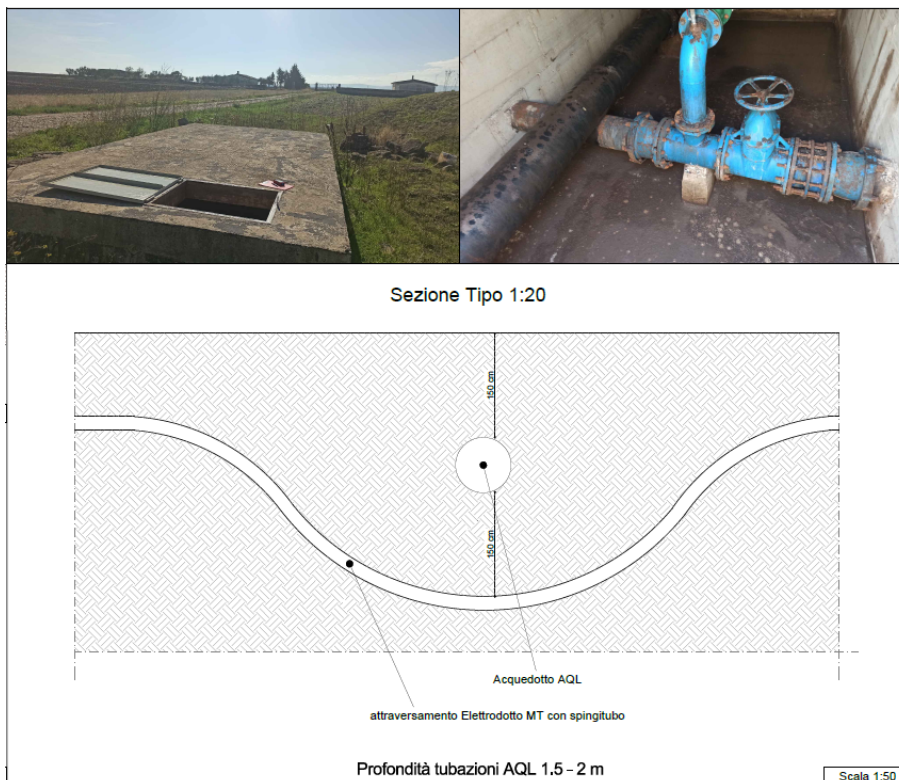 Sezione Tipo 1:20
150 cm
150 cm
Acquedotto AQL
attraversamento Elettrodotto MT con spingitubo
Profondità tubazioni AQL 1.5 - 2 m
Scala 1:50